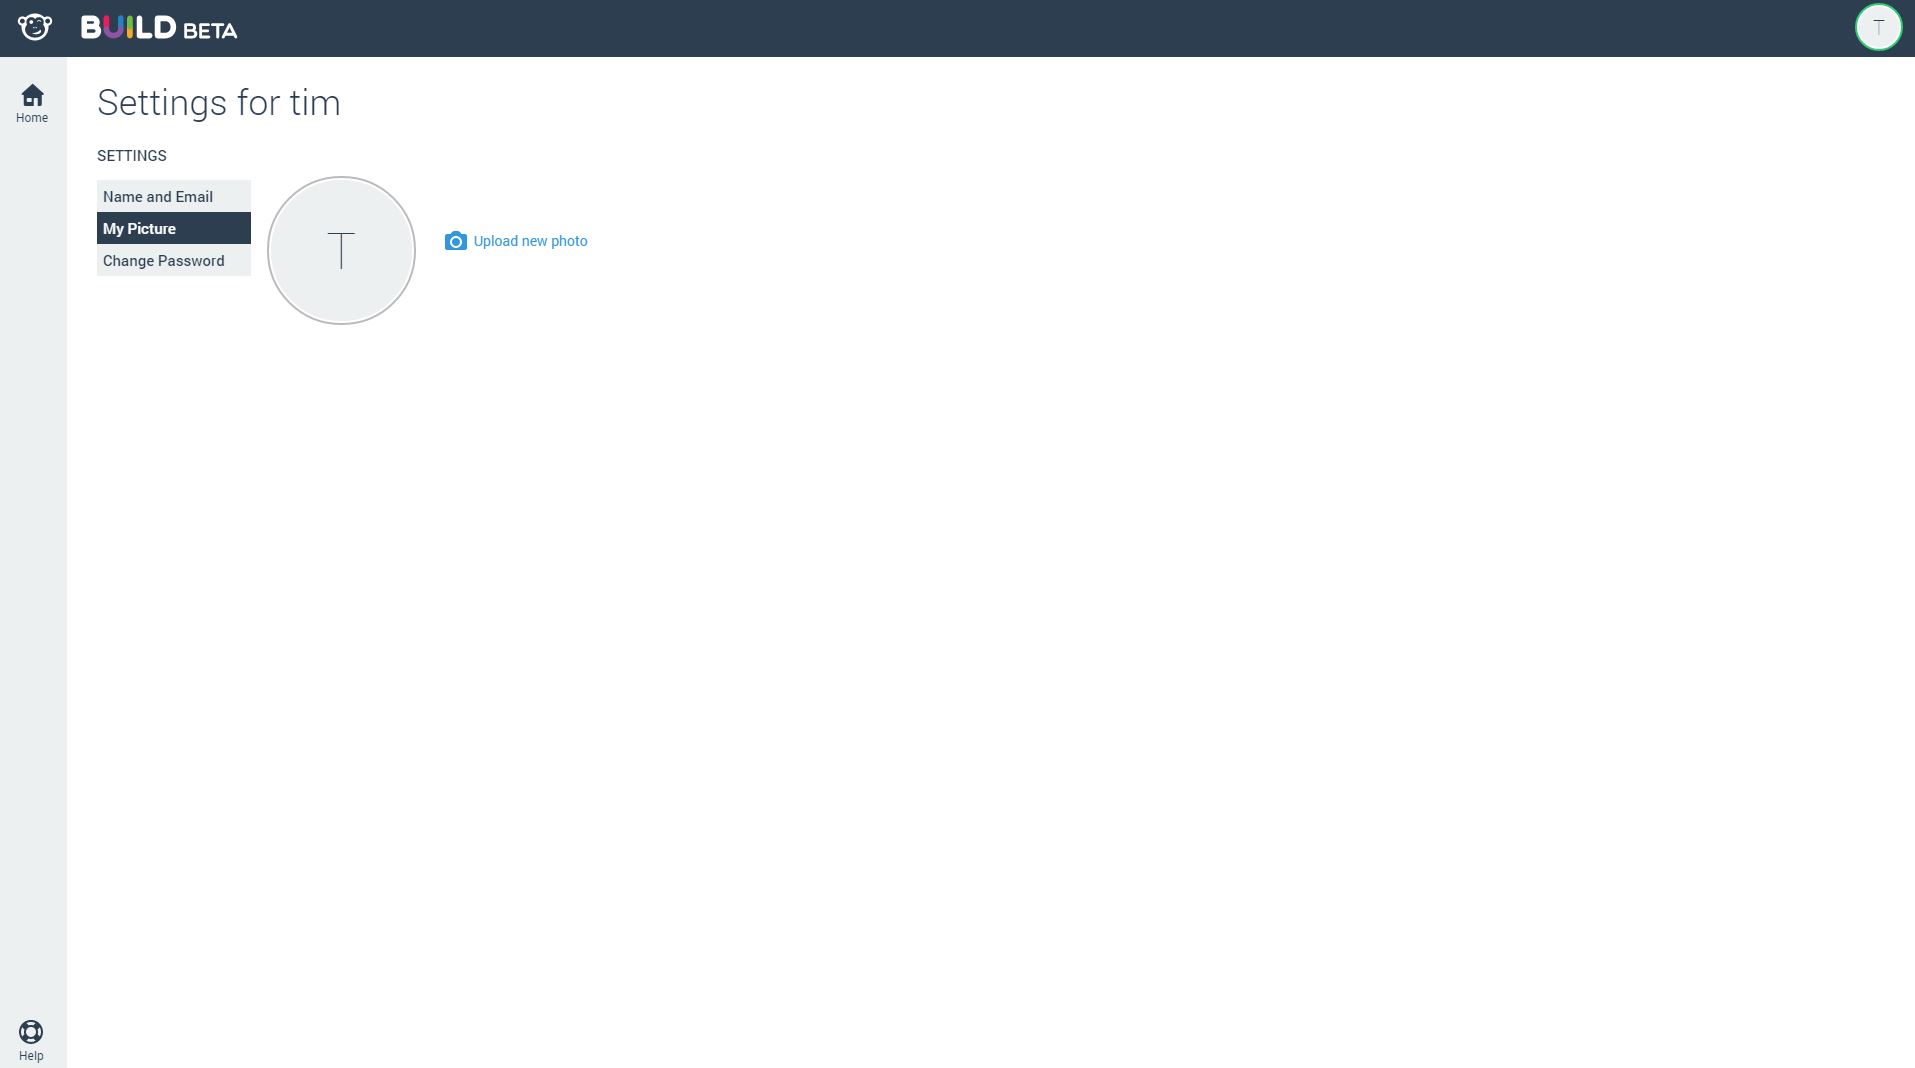 BUILD BETA
T
Home
Settings for tim
SETTINGS
Name and Email
My Picture
Change Password
T
Upload new photo
Help